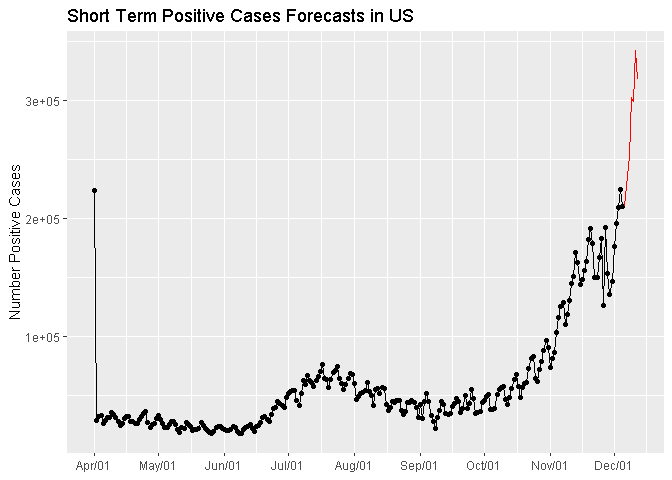 Short Term Positive Cases Forecasts in US
Number Positive Cases
3e+05
2e+05
1e+05
Apr/01 May/01 Jun/01 Jul/01 Aug/01 Sep/01 Oct/01 Nov/01 Dec/01